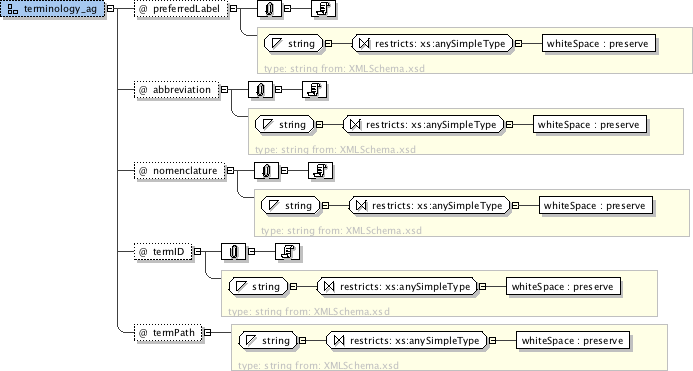 terminology_ag
@ preferredLabel
string restricts: xs:anySimpleType whiteSpace : preserve
type: string from: XMLSchema.xsd
@ abbreviation
string restricts: xs:anySimpleType whiteSpace : preserve
type: string from: XMLSchema.xsd
@ nomenclature
string restricts: xs:anySimpleType whiteSpace : preserve
type: string from: XMLSchema.xsd
@ termID
string restricts: xs:anySimpleType whiteSpace : preserve
type: string from: XMLSchema.xsd
@ termPath
string restricts: xs:anySimpleType whiteSpace : preserve
type: string from: XMLSchema.xsd